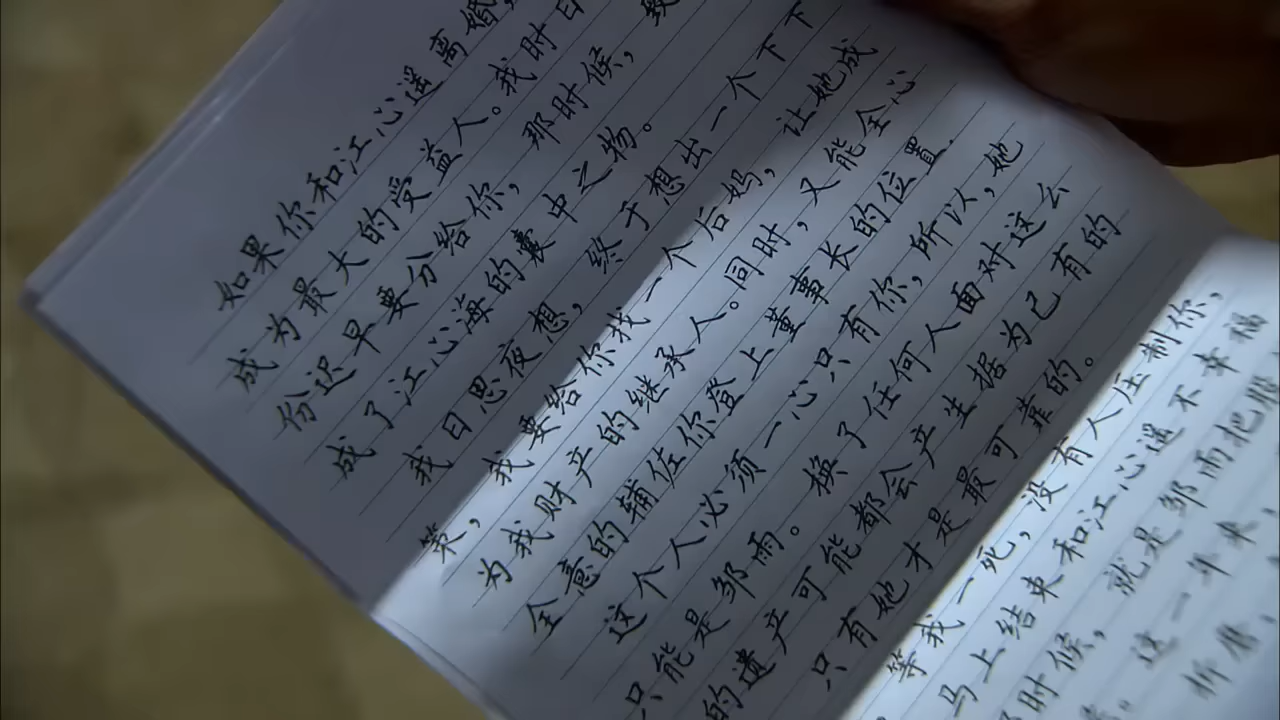 如果你和江心遥离婚,
成为最大的受益人。我时日
份迟早要分给你，那时候，致
成了江心海的囊中之物。
我日思夜想，终于想出一个下下
策，我要给你找一个后妈，让她成
为我财产的继承人。同时，又能全心
全意的辅佐你登上董事长的位置.
这个人必须一心只有你，所以，她
只能是邹雨。换了任何人面对这么
的遗产可能都会产生据为己有的
只有她才是最可靠的。
等我一死，没有人压制你，
马上结束和江心遥不幸福
那时候，就是邹雨把
这一年来，